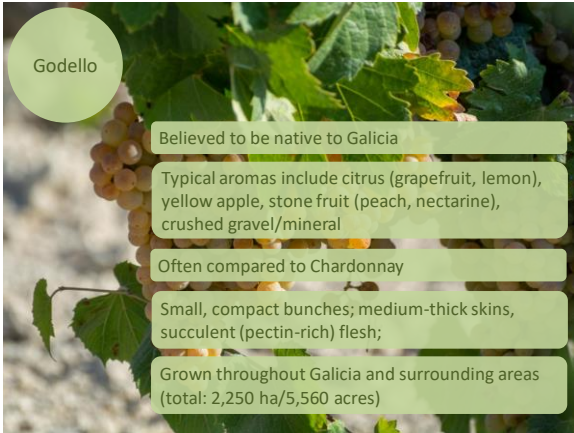 Godello
Believed to be native to Galicia
Typical aromas include citrus (grapefruit, lemon),
yellow apple, stone fruit (peach, nectarine),
crushed gravel/mineral
Often compared to Chardonnay
Small, compact bunches; medium-thick skins,
succulent (pectin-rich) flesh;
Grown throughout Galicia and surrounding areas
(total: 2,250 ha/5,560 acres)